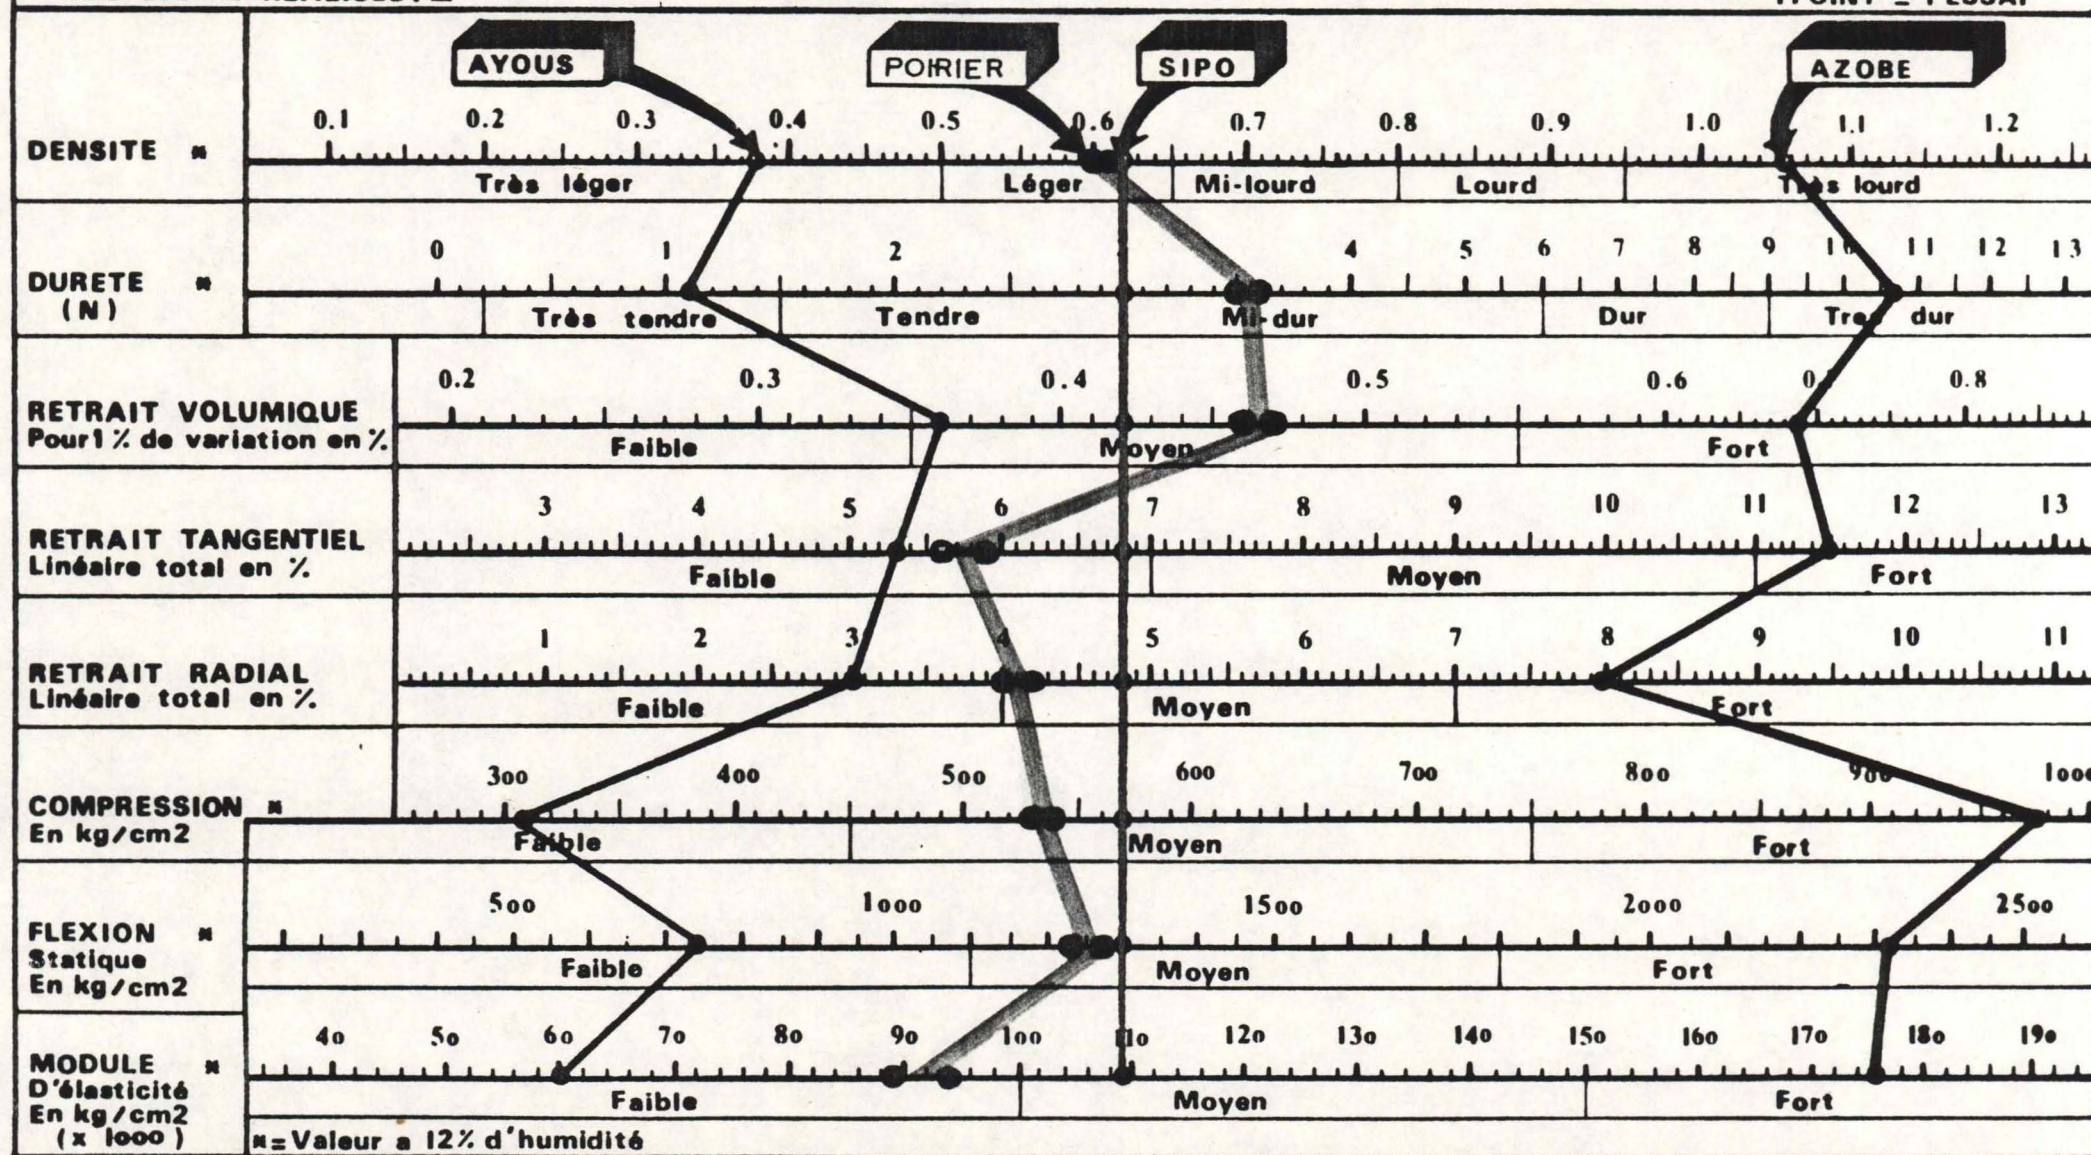 AYOUS POIRIER SIPO AZOBE
0.1 0.2 0.3 0.4 0.5 0.6 0.7 0.8 0.9 1.0 1.1 1.2
DENSITE ×
Très léger Léger Mi-lourd Lourd Très lourd
0 1 2 4 5 6 7 8 9 10 11 12 13
DURETE ×
(N)
Très tendre Tendre Mi-dur Dur Tres dur
0.2 0.3 0.4 0.5 0.6 0.8
RETRAIT VOLUMIQUE
Pour 1 % de variation en %.
Faible Moyen Fort
3 4 5 6 7 8 9 10 11 12 13
RETRAIT TANGENTIEL
Linéaire total en %
Faible Moyen Fort
1 2 3 4 5 6 7 8 9 10 11
RETRAIT RADIAL
Linéaire total en %
Faible Moyen Fort
300 400 500 600 700 800 900 1000
COMPRESSION ×
En kg/cm2
Faible Moyen Fort
500 1000 1500 2000 2500
FLEXION ×
Statique
En kg/cm2
Faible Moyen Fort
40 50 60 70 80 90 100 110 120 130 140 150 160 170 180 190
MODULE ×
D'élasticité
En kg/cm2
(x 1000)
Faible Moyen Fort
×=Valeur a 12% d'humidité